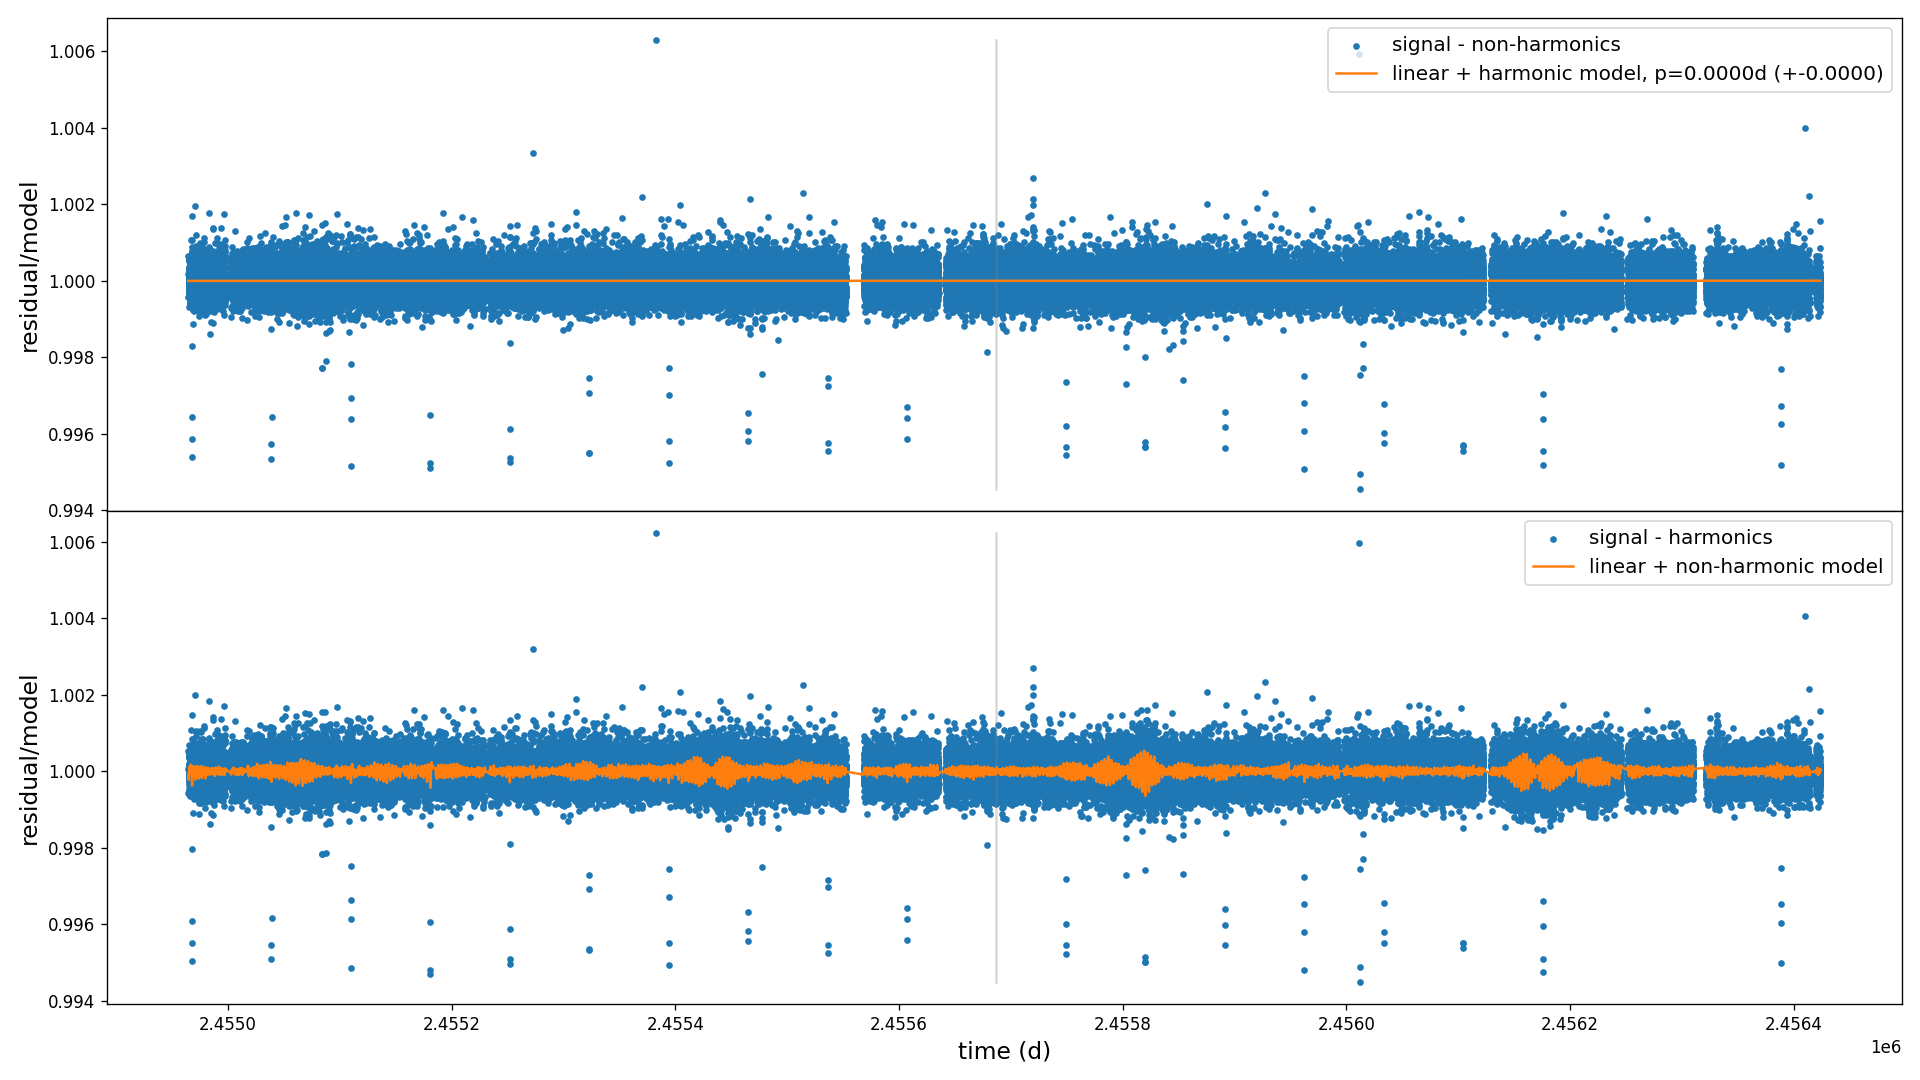 signal - non-harmonics
linear + harmonic model, p=0.0000d (+-0.0000)
residual/model
1.006
1.004
1.002
1.000
0.998
0.996
0.994
signal - harmonics
linear + non-harmonic model
residual/model
1.006
1.004
1.002
1.000
0.998
0.996
0.994
2.4550 2.4552 2.4554 2.4556 2.4558 2.4560 2.4562 2.4564
1e6
time (d)